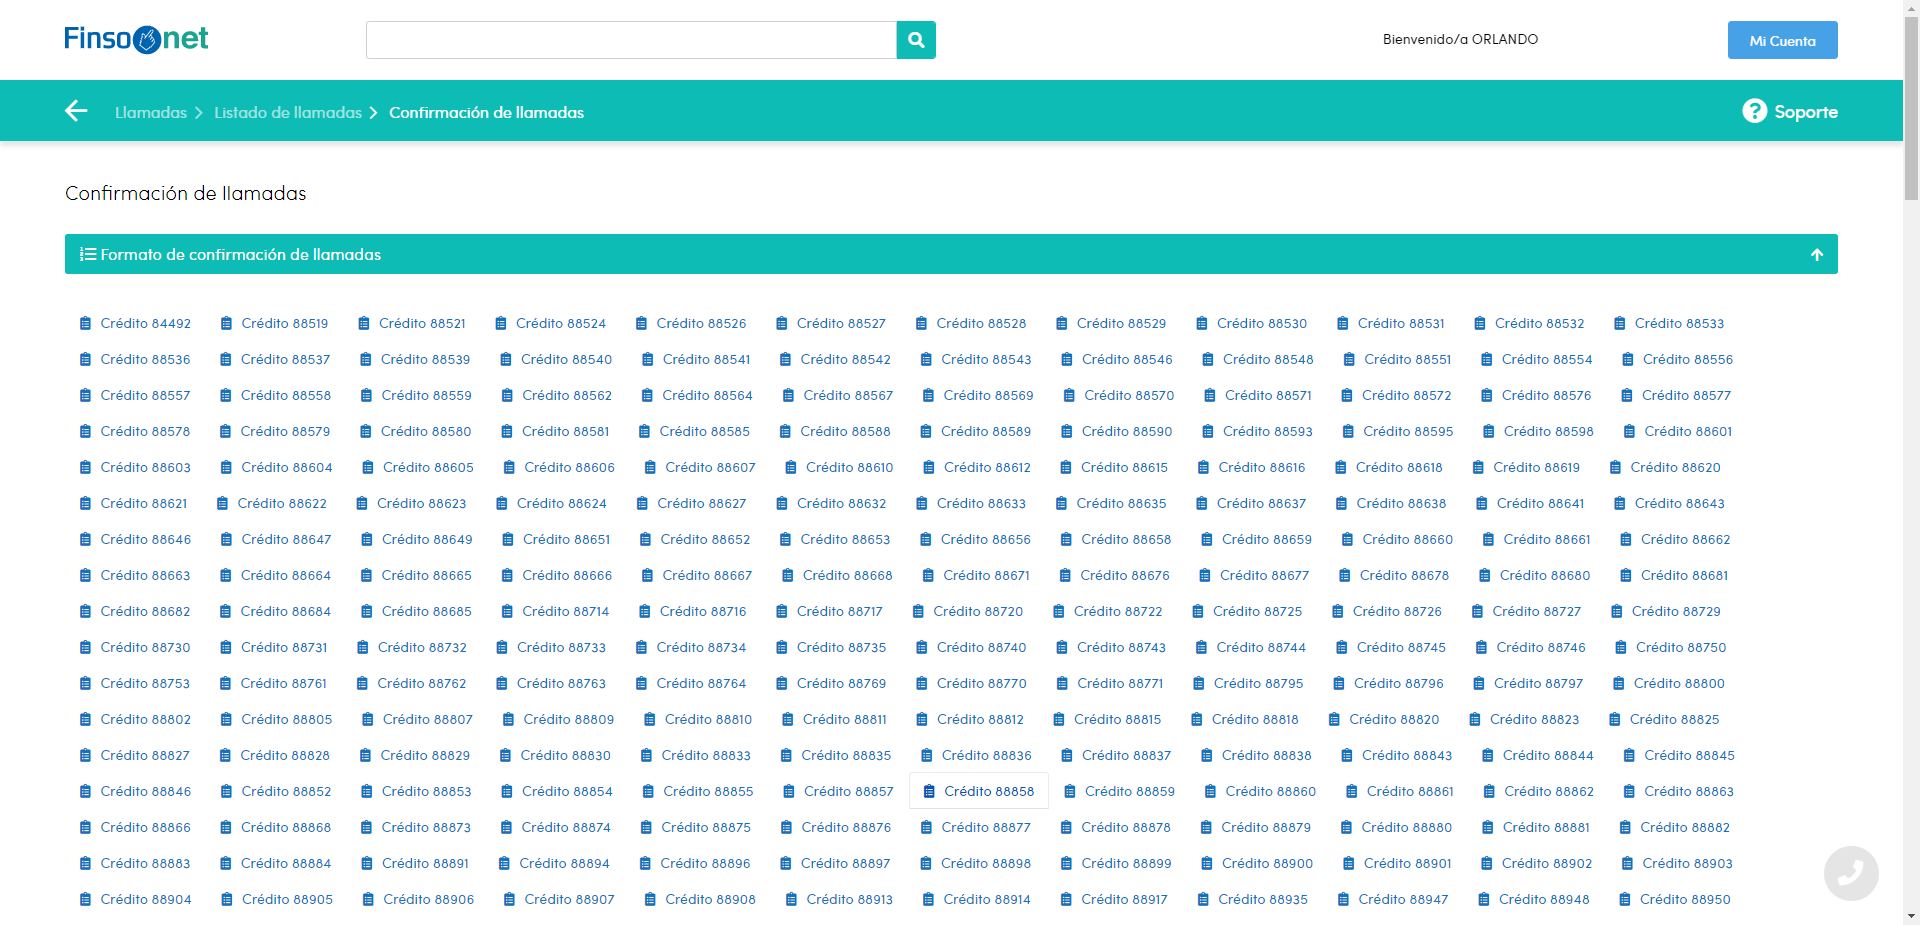 Finsonet
Bienvenido/a ORLANDO
Mi Cuenta
Llamadas > Listado de llamadas > Confirmación de llamadas
Soporte
Confirmación de llamadas
Formato de confirmación de llamadas
Crédito 84492 Crédito 88519 Crédito 88521 Crédito 88524 Crédito 88526 Crédito 88527 Crédito 88528 Crédito 88529 Crédito 88530 Crédito 88531 Crédito 88532 Crédito 88533
Crédito 88536 Crédito 88537 Crédito 88539 Crédito 88540 Crédito 88541 Crédito 88542 Crédito 88543 Crédito 88546 Crédito 88548 Crédito 88551 Crédito 88554 Crédito 88556
Crédito 88557 Crédito 88558 Crédito 88559 Crédito 88562 Crédito 88564 Crédito 88567 Crédito 88569 Crédito 88570 Crédito 88571 Crédito 88572 Crédito 88576 Crédito 88577
Crédito 88578 Crédito 88579 Crédito 88580 Crédito 88581 Crédito 88585 Crédito 88588 Crédito 88589 Crédito 88590 Crédito 88593 Crédito 88595 Crédito 88598 Crédito 88601
Crédito 88603 Crédito 88604 Crédito 88605 Crédito 88606 Crédito 88607 Crédito 88610 Crédito 88612 Crédito 88615 Crédito 88616 Crédito 88618 Crédito 88619 Crédito 88620
Crédito 88621 Crédito 88622 Crédito 88623 Crédito 88624 Crédito 88627 Crédito 88632 Crédito 88633 Crédito 88635 Crédito 88637 Crédito 88638 Crédito 88641 Crédito 88643
Crédito 88646 Crédito 88647 Crédito 88649 Crédito 88651 Crédito 88652 Crédito 88653 Crédito 88656 Crédito 88658 Crédito 88659 Crédito 88660 Crédito 88661 Crédito 88662
Crédito 88663 Crédito 88664 Crédito 88665 Crédito 88666 Crédito 88667 Crédito 88668 Crédito 88671 Crédito 88676 Crédito 88677 Crédito 88678 Crédito 88680 Crédito 88681
Crédito 88682 Crédito 88684 Crédito 88685 Crédito 88714 Crédito 88716 Crédito 88717 Crédito 88720 Crédito 88722 Crédito 88725 Crédito 88726 Crédito 88727 Crédito 88729
Crédito 88730 Crédito 88731 Crédito 88732 Crédito 88733 Crédito 88734 Crédito 88735 Crédito 88740 Crédito 88743 Crédito 88744 Crédito 88745 Crédito 88746 Crédito 88750
Crédito 88753 Crédito 88761 Crédito 88762 Crédito 88763 Crédito 88764 Crédito 88769 Crédito 88770 Crédito 88771 Crédito 88795 Crédito 88796 Crédito 88797 Crédito 88800
Crédito 88802 Crédito 88805 Crédito 88807 Crédito 88809 Crédito 88810 Crédito 88811 Crédito 88812 Crédito 88815 Crédito 88818 Crédito 88820 Crédito 88823 Crédito 88825
Crédito 88827 Crédito 88828 Crédito 88829 Crédito 88830 Crédito 88833 Crédito 88835 Crédito 88836 Crédito 88837 Crédito 88838 Crédito 88843 Crédito 88844 Crédito 88845
Crédito 88846 Crédito 88852 Crédito 88853 Crédito 88854 Crédito 88855 Crédito 88857 Crédito 88858 Crédito 88859 Crédito 88860 Crédito 88861 Crédito 88862 Crédito 88863
Crédito 88866 Crédito 88868 Crédito 88873 Crédito 88874 Crédito 88875 Crédito 88876 Crédito 88877 Crédito 88878 Crédito 88879 Crédito 88880 Crédito 88881 Crédito 88882
Crédito 88883 Crédito 88884 Crédito 88891 Crédito 88894 Crédito 88896 Crédito 88897 Crédito 88898 Crédito 88899 Crédito 88900 Crédito 88901 Crédito 88902 Crédito 88903
Crédito 88904 Crédito 88905 Crédito 88906 Crédito 88907 Crédito 88908 Crédito 88913 Crédito 88914 Crédito 88917 Crédito 88935 Crédito 88947 Crédito 88948 Crédito 88950